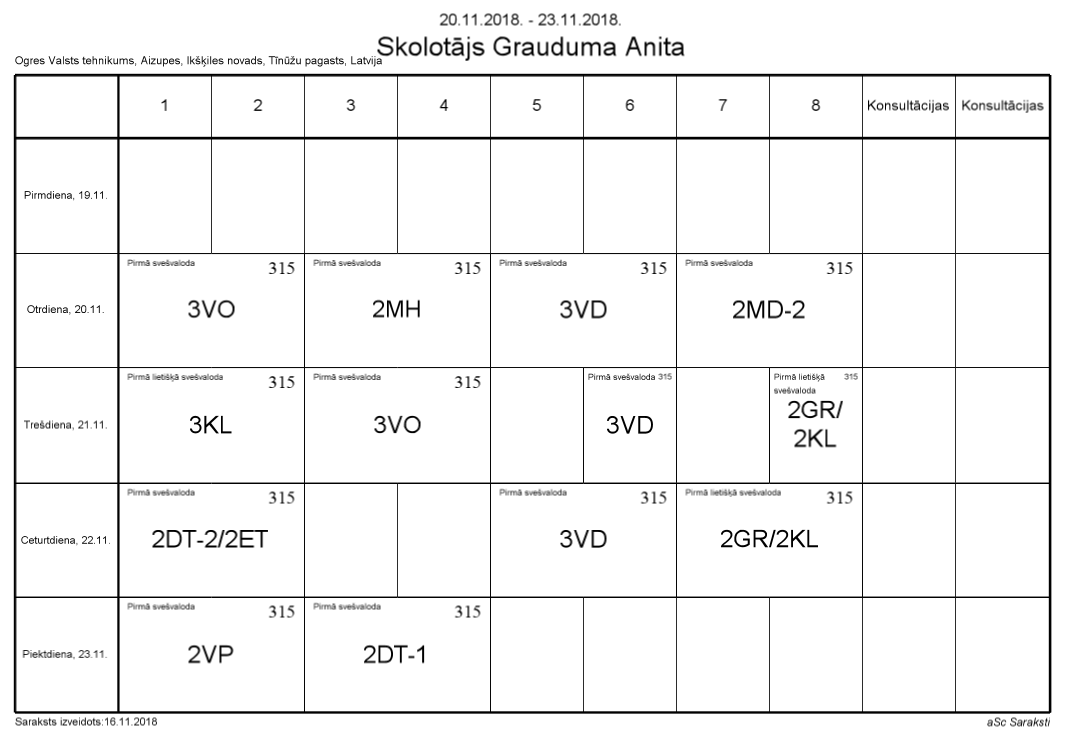 20.11.2018. - 23.11.2018.
Skolotājs Grauduma Anita
Ogres Valsts tehnikums, Aizupes, Ikšķiles novads, Tīnūžu pagasts, Latvija
1 2 3 4 5 6 7 8 Konsultācijas Konsultācijas
Pirmdiena, 19.11.
Otrdiena, 20.11.
Pirmā svešvaloda 315
3VO
Pirmā svešvaloda 315
2MH
Pirmā svešvaloda 315
3VD
Pirmā svešvaloda 315
2MD-2
Trešdiena, 21.11.
Pirmā lietišķā svešvaloda 315
3KL
Pirmā svešvaloda 315
3VO
Pirmā svešvaloda 315
3VD
Pirmā lietišķā 315
svešvaloda
2GR/
2KL
Ceturtdiena, 22.11.
Pirmā svešvaloda 315
2DT-2/2ET
Pirmā svešvaloda 315
3VD
Pirmā lietišķā svešvaloda 315
2GR/2KL
Piektdiena, 23.11.
Pirmā svešvaloda 315
2VP
Pirmā svešvaloda 315
2DT-1
Saraksts izveidots:16.11.2018
aSc Saraksti